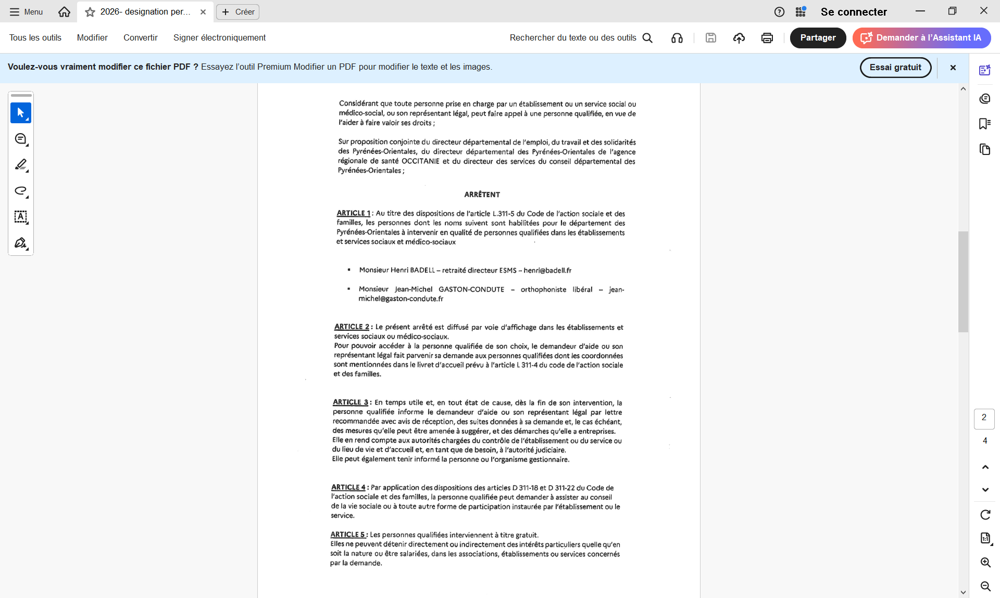 Menu
2026- designation per...
Créer
Se connecter
Tous les outils
Modifier
Convertir
Signer électroniquement
Rechercher du texte ou des outils
Partager
Demander à l'Assistant IA
Voulez-vous vraiment modifier ce fichier PDF ? Essayez l'outil Premium Modifier un PDF pour modifier le texte et les images.
Essai gratuit
Considérant que toute personne prise en charge par un établissement ou un service social ou
médico-social, ou son représentant légal, peut faire appel à une personne qualifiée, en vue de
l'aider à faire valoir ses droits ;
Sur proposition conjointe du directeur départemental de l'emploi, du travail et des solidarités
des Pyrénées-Orientales, du directeur départemental des Pyrénées-Orientales de l'agence
régionale de santé OCCITANIE et du directeur des services du conseil départemental des
Pyrénées-Orientales ;
ARRÊTENT
ARTICLE 1 : Au titre des dispositions de l'article L.311-5 du Code de l'action sociale et des
familles, les personnes dont les noms suivent sont habilitées pour le département des
Pyrénées-Orientales à intervenir en qualité de personnes qualifiées dans les établissements
et services sociaux et médico-sociaux
▪ Monsieur Henri BADELL – retraité directeur ESMS – henri@badell.fr
▪ Monsieur Jean-Michel GASTON-CONDUTE – orthophoniste libéral – jean-
michel@gaston-condute.fr
ARTICLE 2 : Le présent arrêté est diffusé par voie d'affichage dans les établissements et
services sociaux ou médico-sociaux.
Pour pouvoir accéder à la personne qualifiée de son choix, le demandeur d'aide ou son
représentant légal fait parvenir sa demande aux personnes qualifiées dont les coordonnées
sont mentionnées dans le livret d'accueil prévu à l'article L 311-4 du code de l'action sociale
et des familles.
ARTICLE 3 : En temps utile et, en tout état de cause, dès la fin de son intervention, la
personne qualifiée informe le demandeur d'aide ou son représentant légal par lettre
recommandée avec avis de réception, des suites données à sa demande et, le cas échéant,
des mesures qu'elle peut être amenée à suggérer, et des démarches qu'elle a entreprises.
Elle en rend compte aux autorités chargées du contrôle de l'établissement ou du service ou
du lieu de vie et d'accueil et, en tant que de besoin, à l'autorité judiciaire.
Elle peut également tenir informé la personne ou l'organisme gestionnaire.
ARTICLE 4 : Par application des dispositions des articles D 311-18 et D 311-22 du Code de
l'action sociale et des familles, la personne qualifiée peut demander à assister au conseil
de la vie sociale ou à toute autre forme de participation instaurée par l'établissement ou le
service.
ARTICLE 5 : Les personnes qualifiées interviennent à titre gratuit.
Elles ne peuvent détenir directement ou indirectement des intérêts particuliers quelle qu'en
soit la nature ou être salariées, dans les associations, établissements ou services concernés
par la demande.
2
4